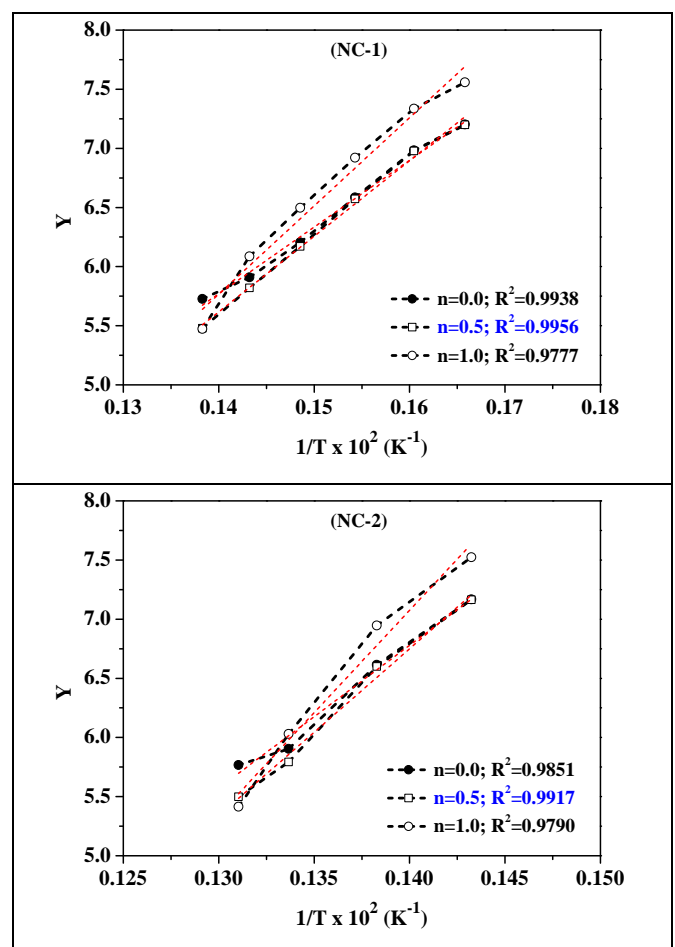 (NC-1)
8.0
7.5
7.0
6.5
6.0
5.5
5.0
Y
n=0.0; R²=0.9938
n=0.5; R²=0.9956
n=1.0; R²=0.9777
0.13 0.14 0.15 0.16 0.17 0.18
1/T x 10² (K⁻¹)
(NC-2)
8.0
7.5
7.0
6.5
6.0
5.5
5.0
Y
n=0.0; R²=0.9851
n=0.5; R²=0.9917
n=1.0; R²=0.9790
0.125 0.130 0.135 0.140 0.145 0.150
1/T x 10² (K⁻¹)